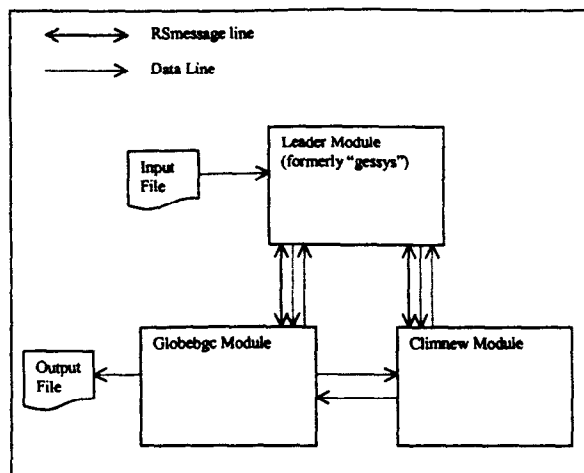 RSmessage line
Data Line
Leader Module
(formerly "gessys")
Input
File
Globebgc Module
Climnew Module
Output
File